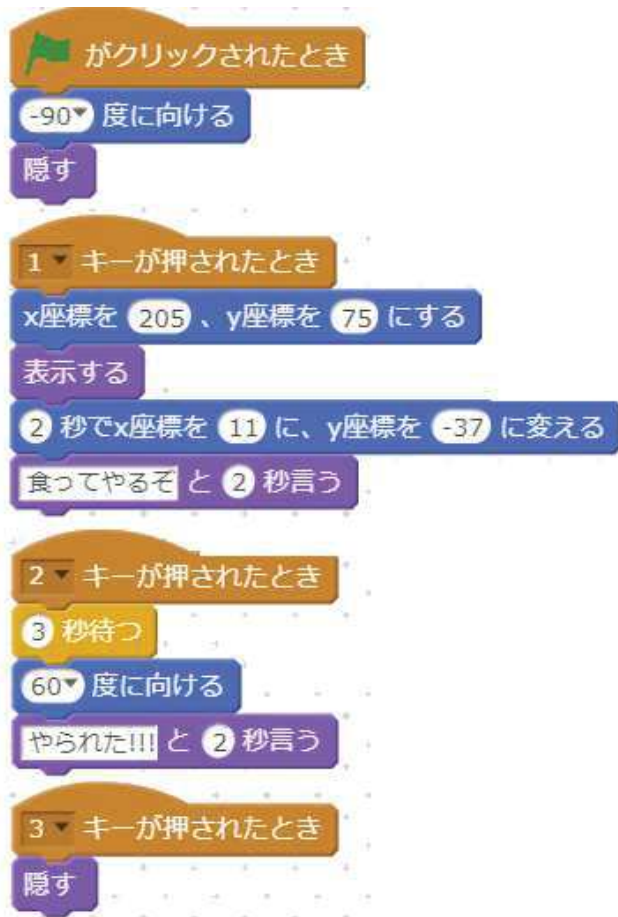 がクリックされたとき
-90 度に向ける
隠す
1 キーが押されたとき
x座標を 205 、y座標を 75 にする
表示する
2 秒でx座標を 11 に、y座標を -37 に変える
食ってやるぞ と 2 秒言う
2 キーが押されたとき
3 秒待つ
60 度に向ける
やられた!!! と 2 秒言う
3 キーが押されたとき
隠す